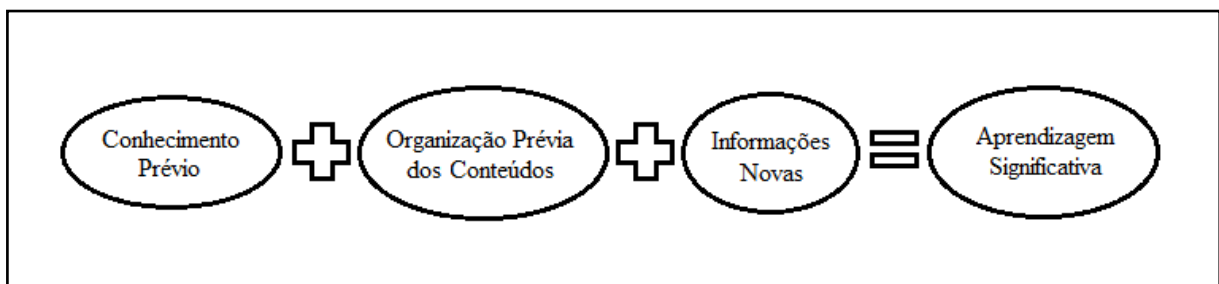 Conhecimento
Prévio
Organização Prévia
dos Conteúdos
Informações
Novas
Aprendizagem
Significativa